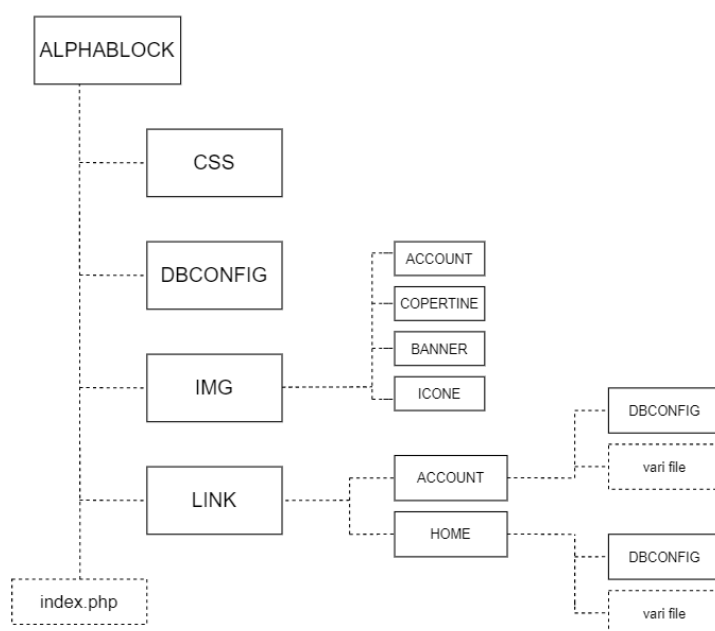 ALPHABLOCK
CSS
DBCONFIG
ACCOUNT
COPERTINE
BANNER
ICONE
IMG
LINK
ACCOUNT
DBCONFIG
vari file
HOME
DBCONFIG
vari file
index.php